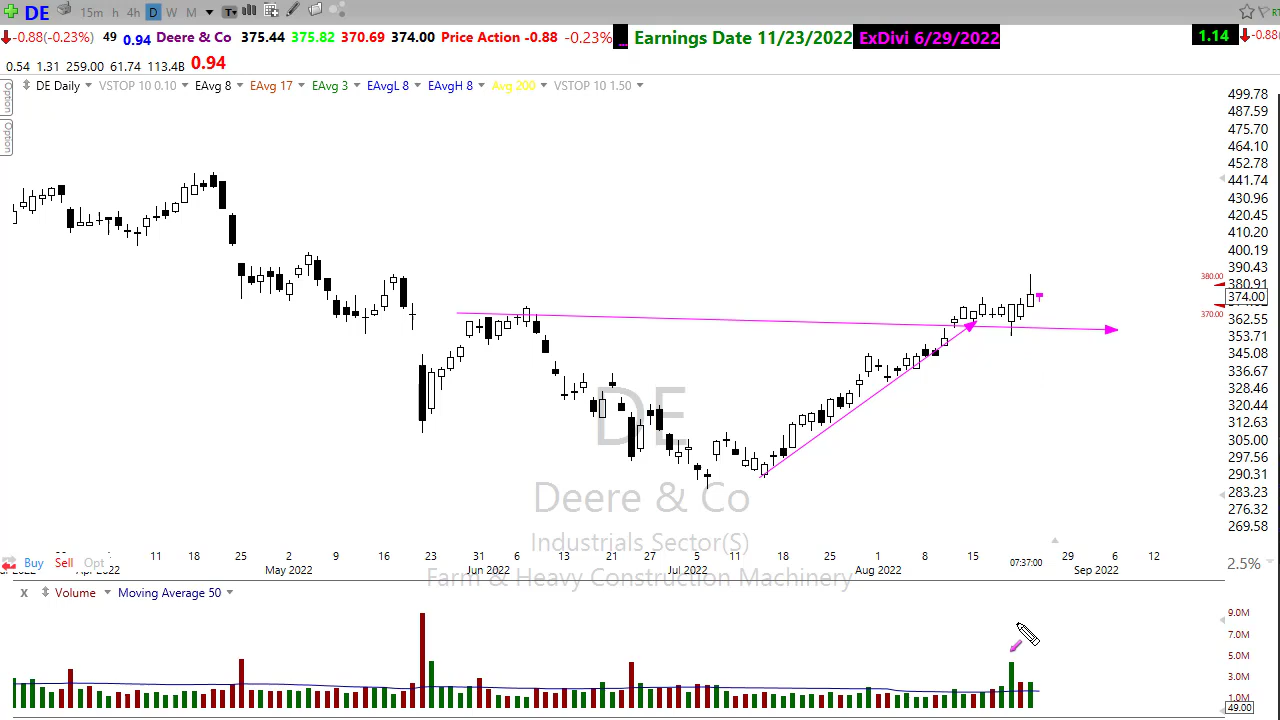 DE 15m h 4h D W M T
-0.88(-0.23%) 49 0.94 Deere & Co 375.44 375.82 370.69 374.00 Price Action -0.88 -0.23% ... Earnings Date 11/23/2022 ExDivi 6/29/2022 1.14 -0.88
0.54 1.31 259.00 61.74 113.4B 0.94
DE Daily VSTOP 10 0.10 EAvg 8 EAvg 17 EAvg 3 EAvgL 8 EAvgH 8 Avg 200 VSTOP 10 1.50
Option
Option
499.78
487.59
475.70
464.10
452.78
441.74
430.96
420.45
410.20
400.19
390.43
380.00
380.91
374.00
370.00
362.55
353.71
345.08
336.67
328.46
320.44
312.63
305.00
297.56
290.31
283.23
276.32
269.58
DE
Deere & Co
Industrials Sector(S)
Farm & Heavy Construction Machinery
11 18 25 2 9 16 23 31 6 13 21 27 5 11 18 25 1 8 15 29 6 12
Buy Sell Opt
Apr 2022 May 2022 Jun 2022 Jul 2022 Aug 2022 07:37:00 Sep 2022
2.5%
x Volume Moving Average 50
9.0M
7.0M
5.0M
3.0M
1.0M
49.00